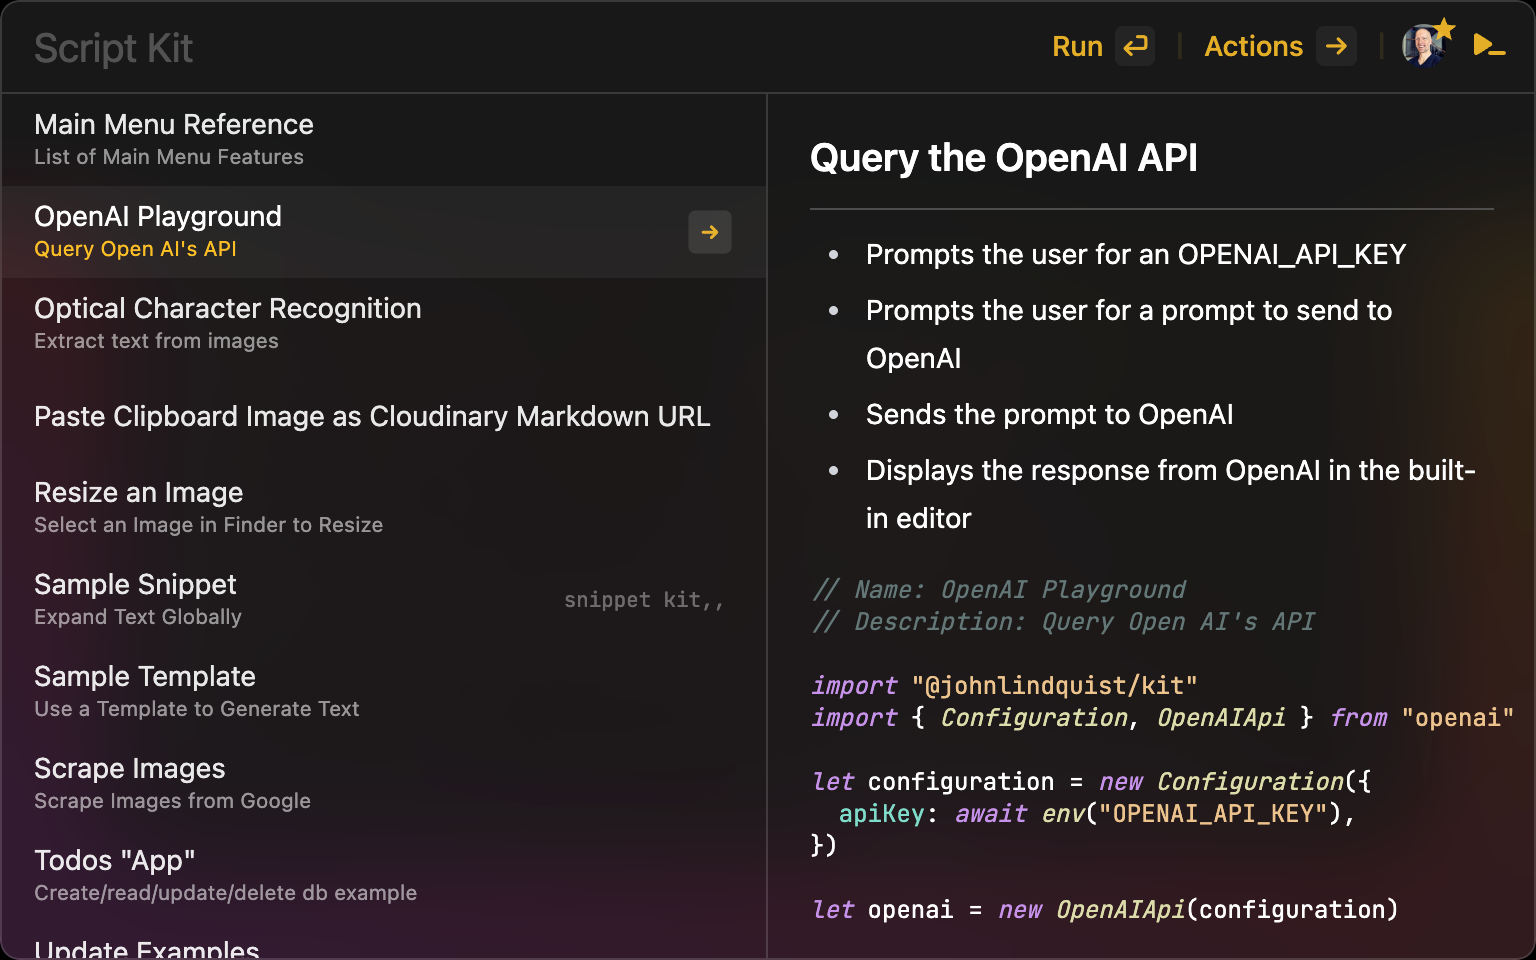 Script Kit
Run
Actions
Main Menu Reference
List of Main Menu Features
OpenAI Playground
Query Open AI's API
Optical Character Recognition
Extract text from images
Paste Clipboard Image as Cloudinary Markdown URL
Resize an Image
Select an Image in Finder to Resize
Sample Snippet
Expand Text Globally
snippet kit,,
Sample Template
Use a Template to Generate Text
Scrape Images
Scrape Images from Google
Todos "App"
Create/read/update/delete db example
Update Examples
Query the OpenAI API
• Prompts the user for an OPENAI_API_KEY
• Prompts the user for a prompt to send to
OpenAI
• Sends the prompt to OpenAI
• Displays the response from OpenAI in the built-
in editor
// Name: OpenAI Playground
// Description: Query Open AI's API
import "@johnlindquist/kit"
import { Configuration, OpenAIApi } from "openai"
let configuration = new Configuration({
  apiKey: await env("OPENAI_API_KEY"),
})
let openai = new OpenAIApi(configuration)